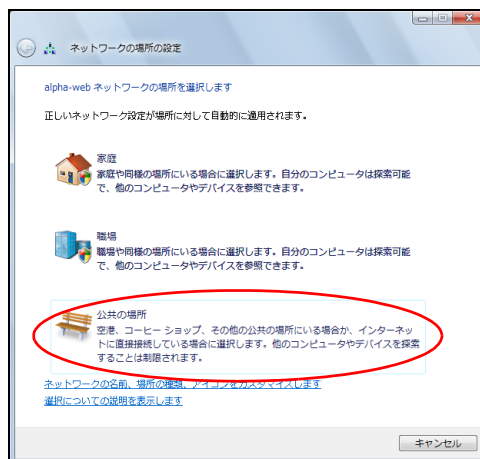 ネットワークの場所の設定
alpha-web ネットワークの場所を選択します
正しいネットワーク設定が場所に対して自動的に適用されます。
家庭
家庭や同様の場所にいる場合に選択します。自分のコンピュータは探索可能
で、他のコンピュータやデバイスを参照できます。
職場
職場や同様の場所にいる場合に選択します。自分のコンピュータは探索可能
で、他のコンピュータやデバイスを参照できます。
公共の場所
空港、コーヒー ショップ、その他の公共の場所にいる場合か、インターネッ
トに直接接続している場合に選択します。他のコンピュータやデバイスを探索
することは制限されます。
ネットワークの名前、場所の種類、アイコンをカスタマイズします
選択についての説明を表示します
キャンセル